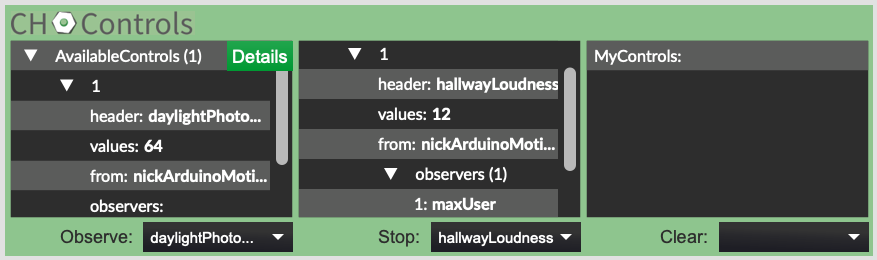 CH Controls
AvailableControls (1)
Details
1
header: daylightPhoto...
values: 64
from: nickArduinoMoti...
observers:
1
header: hallwayLoudness
values: 12
from: nickArduinoMoti...
observers (1)
1: maxUser
MyControls:
Observe: daylightPhoto...
Stop: hallwayLoudness
Clear: